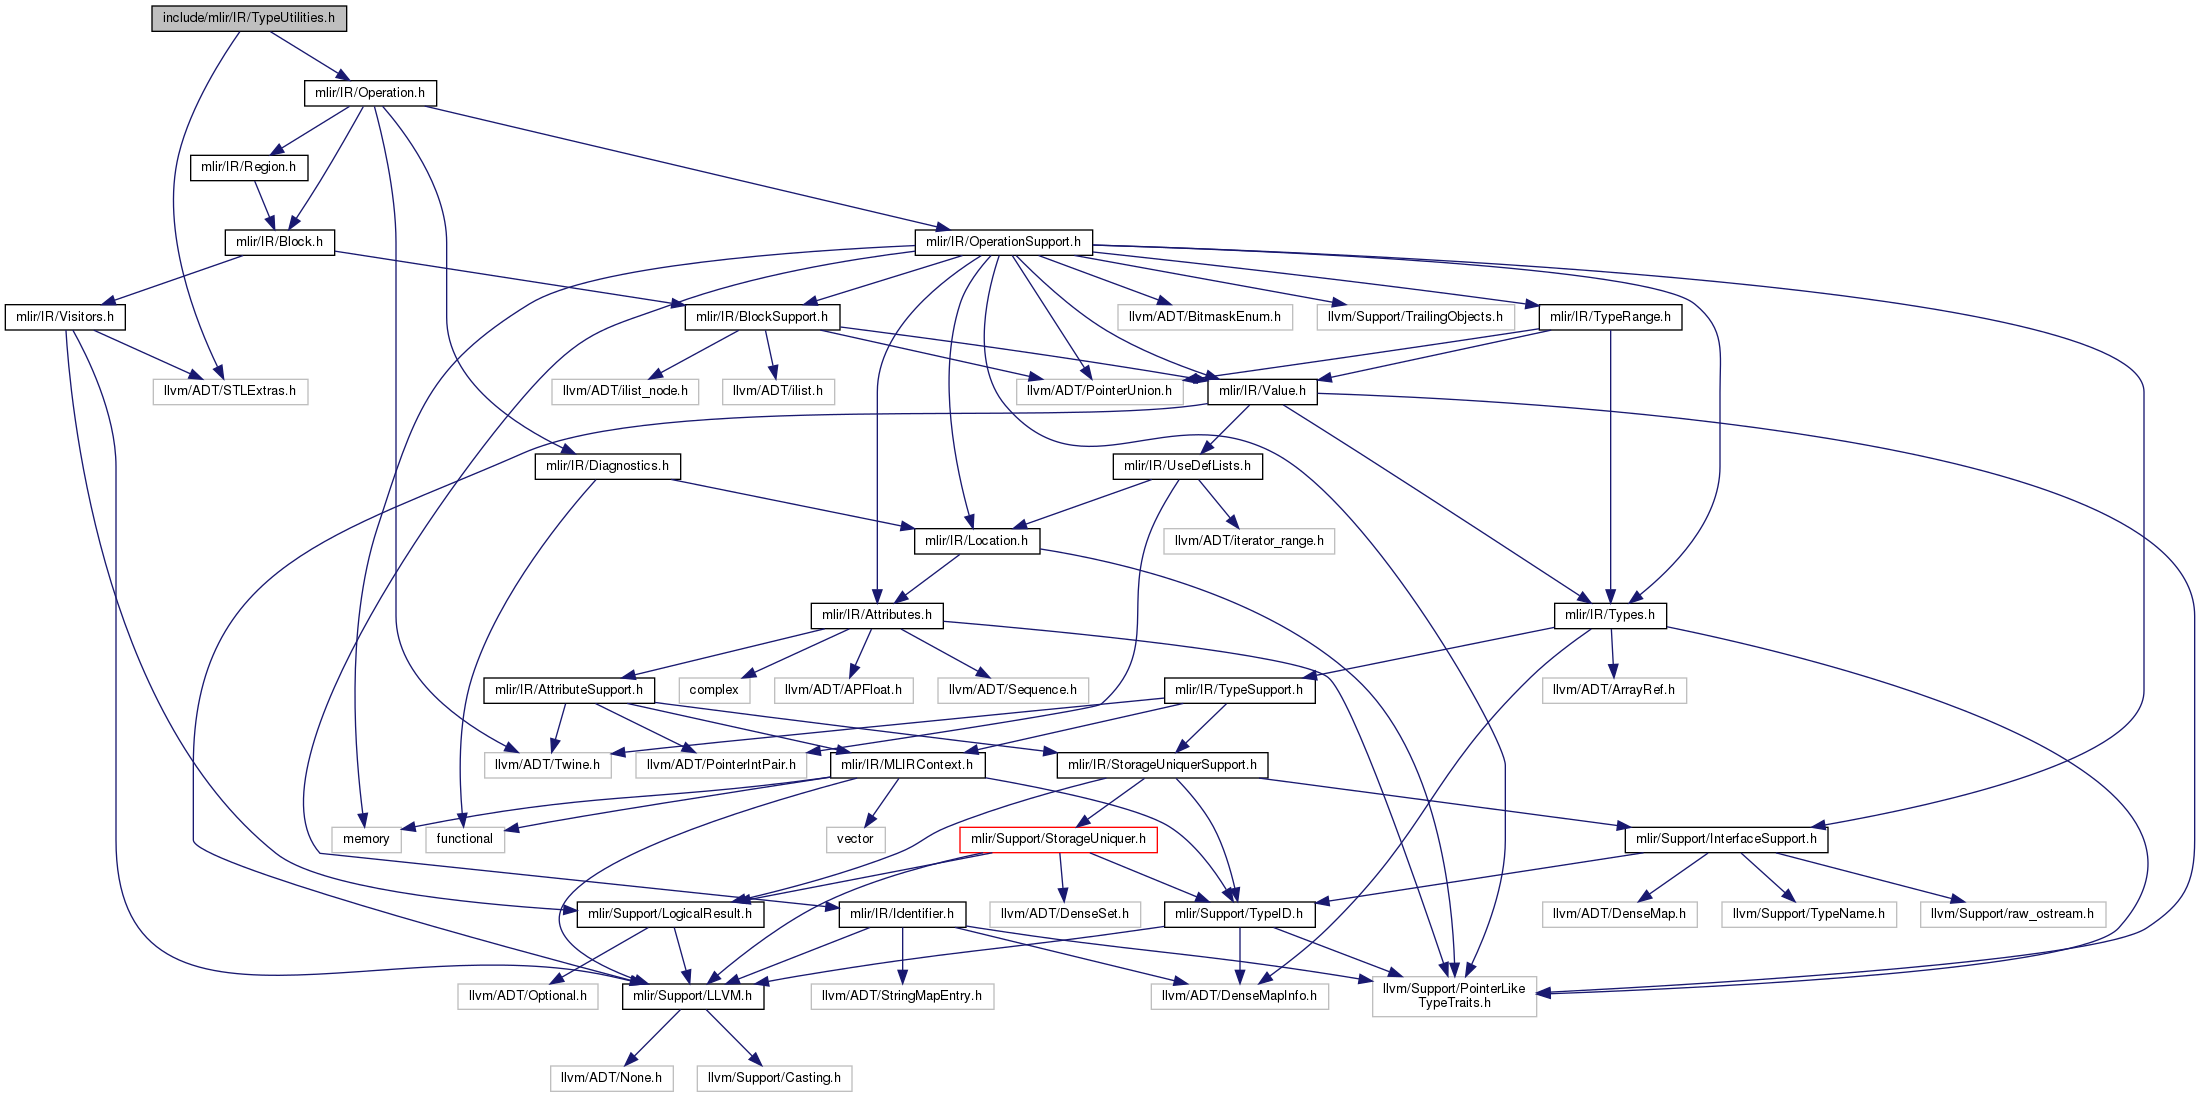 include/mlir/IR/TypeUtilities.h
mlir/IR/Operation.h
mlir/IR/Region.h
mlir/IR/Block.h
mlir/IR/OperationSupport.h
mlir/IR/Visitors.h
mlir/IR/BlockSupport.h
llvm/ADT/BitmaskEnum.h
llvm/Support/TrailingObjects.h
mlir/IR/TypeRange.h
llvm/ADT/STLExtras.h
llvm/ADT/ilist_node.h
llvm/ADT/ilist.h
llvm/ADT/PointerUnion.h
mlir/IR/Value.h
mlir/IR/Diagnostics.h
mlir/IR/UseDefLists.h
mlir/IR/Location.h
llvm/ADT/iterator_range.h
mlir/IR/Attributes.h
mlir/IR/Types.h
mlir/IR/AttributeSupport.h
complex
llvm/ADT/APFloat.h
llvm/ADT/Sequence.h
mlir/IR/TypeSupport.h
llvm/ADT/ArrayRef.h
llvm/ADT/Twine.h
llvm/ADT/PointerIntPair.h
mlir/IR/MLIRContext.h
mlir/IR/StorageUniquerSupport.h
memory
functional
vector
mlir/Support/StorageUniquer.h
mlir/Support/InterfaceSupport.h
mlir/Support/LogicalResult.h
mlir/IR/Identifier.h
llvm/ADT/DenseSet.h
mlir/Support/TypeID.h
llvm/ADT/DenseMap.h
llvm/Support/TypeName.h
llvm/Support/raw_ostream.h
llvm/ADT/Optional.h
mlir/Support/LLVM.h
llvm/ADT/StringMapEntry.h
llvm/ADT/DenseMapInfo.h
llvm/Support/PointerLike
TypeTraits.h
llvm/ADT/None.h
llvm/Support/Casting.h